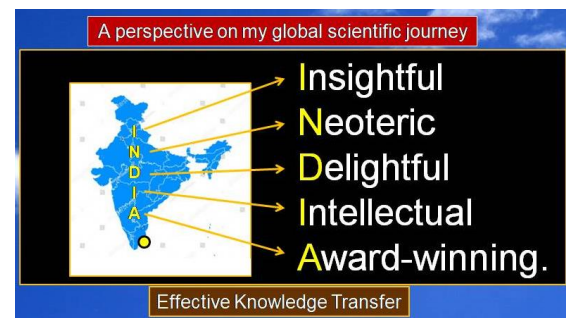 A perspective on my global scientific journey
I
N
D
I
A
Insightful
Neoteric
Delightful
Intellectual
Award-winning.
Effective Knowledge Transfer